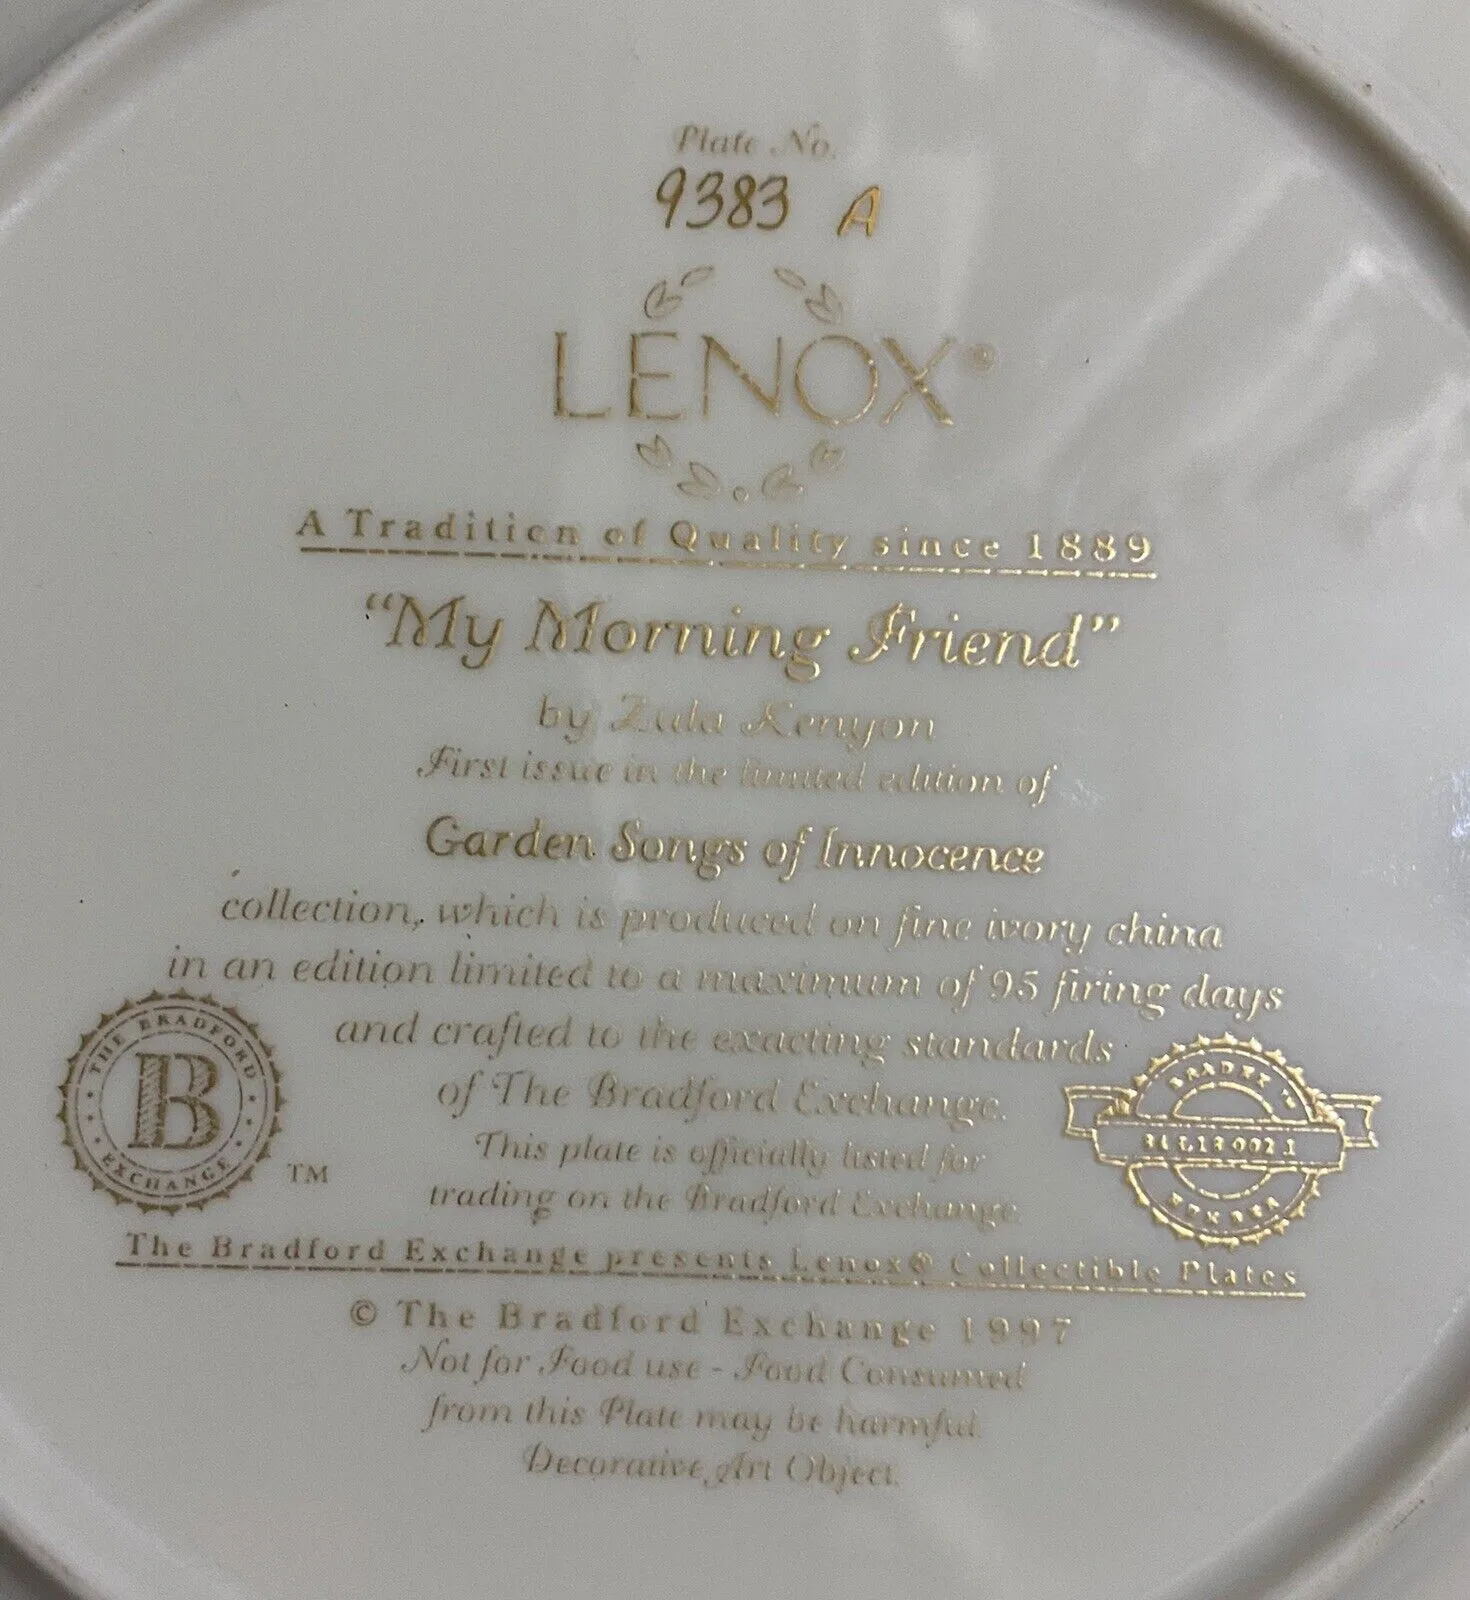 Plate No.
9383 A
LENOX®
A Tradition of Quality since 1889
"My Morning Friend"
by Zula Kenyon
First issue in the limited edition of
Garden Songs of Innocence
collection, which is produced on fine ivory china
in an edition limited to a maximum of 95 firing days
and crafted to the exacting standards
of The Bradford Exchange.
This plate is officially listed for
trading on the Bradford Exchange.
THE BRADFORD
B
EXCHANGE
TM
BRADEX™
The Bradford Exchange presents Lenox® Collectible Plates
© The Bradford Exchange 1997
Not for Food use - Food Consumed
from this Plate may be harmful.
Decorative Art Object.